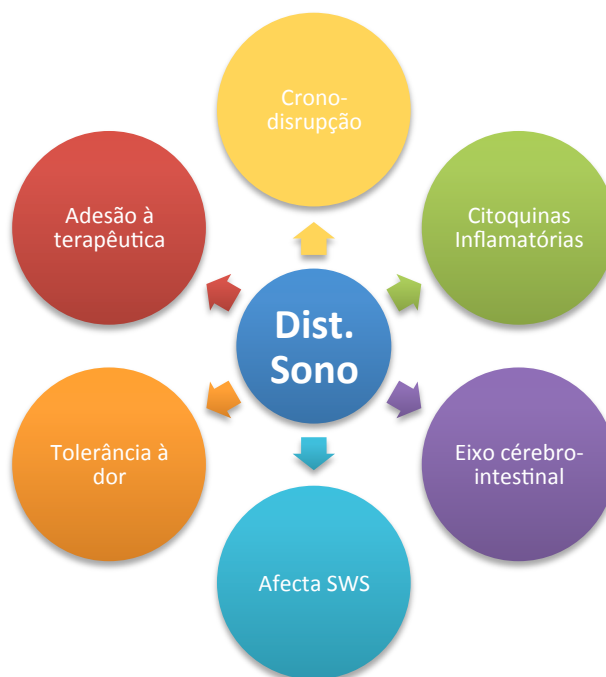 Crono-
disrupção
Citoquinas
Inflamatórias
Eixo cérebro-
intestinal
Afecta SWS
Tolerância à
dor
Adesão à
terapêutica
Dist.
Sono